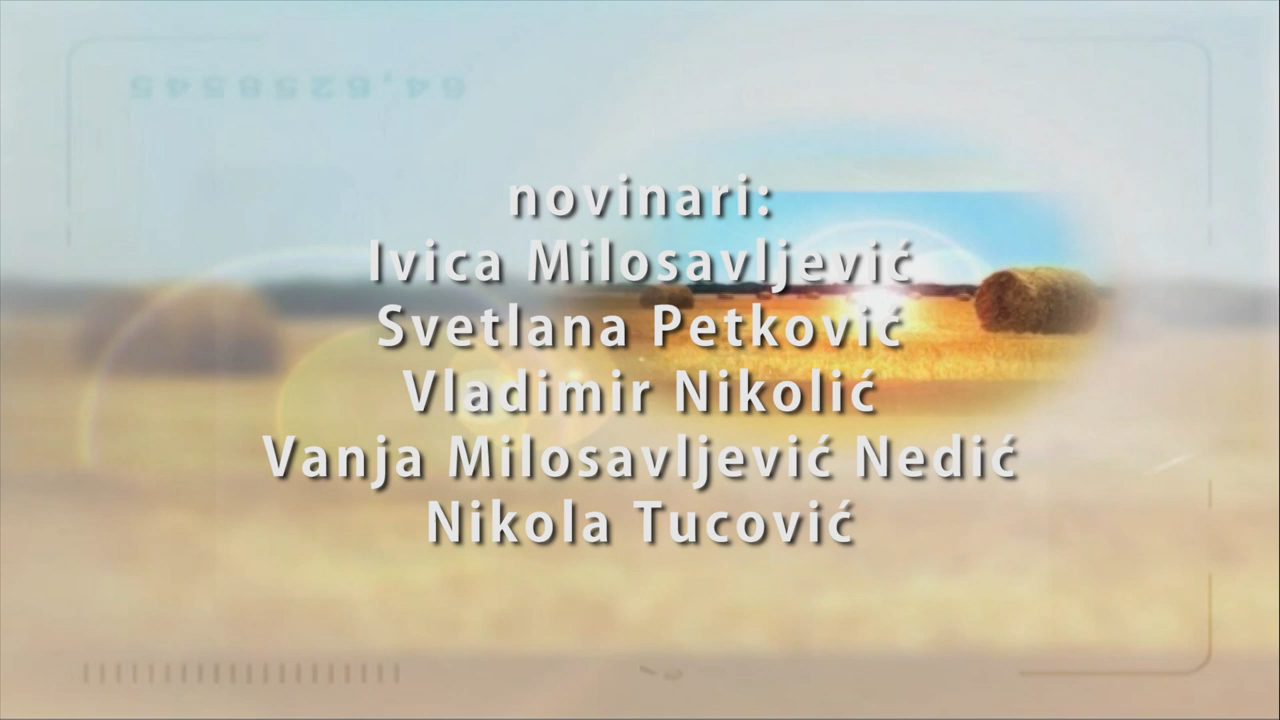 novinari:
Ivica Milosavljević
Svetlana Petković
Vladimir Nikolić
Vanja Milosavljević Nedić
Nikola Tucović